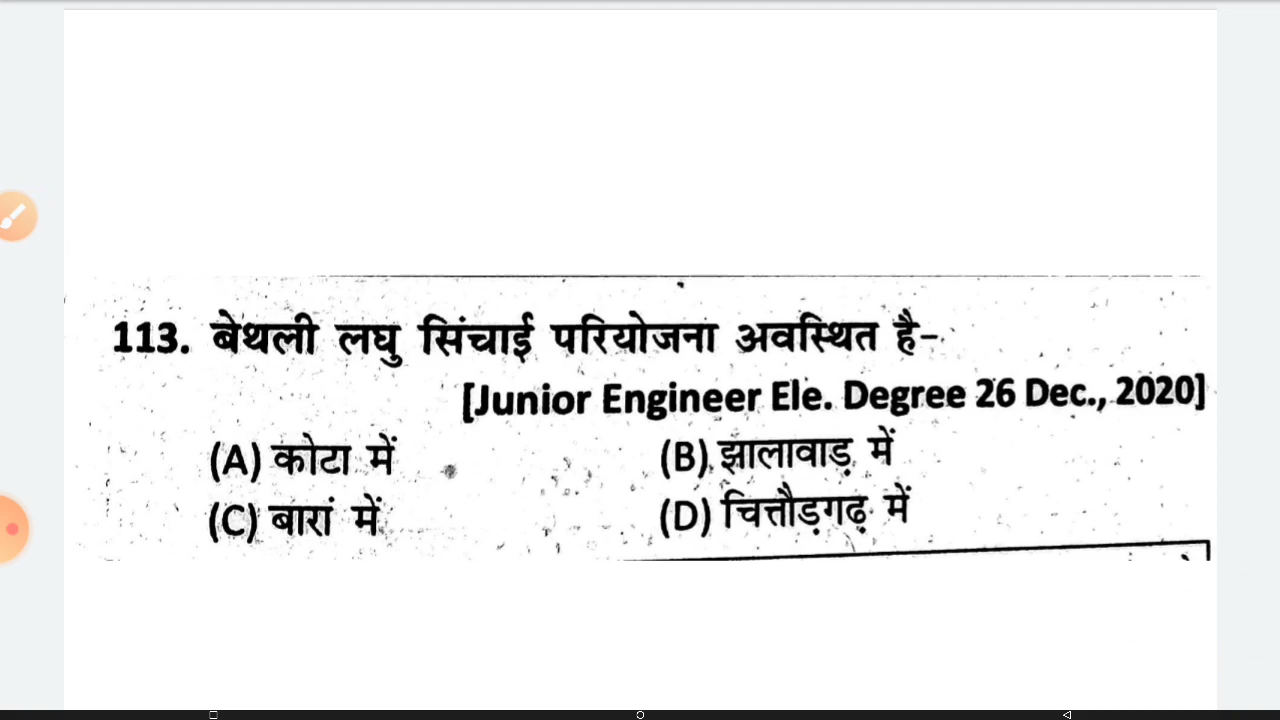 113. बेथली लघु सिंचाई परियोजना अवस्थित है-
[Junior Engineer Ele. Degree 26 Dec., 2020]
(A) कोटा में (B) झालावाड़ में
(C) बारां में (D) चित्तौड़गढ़ में